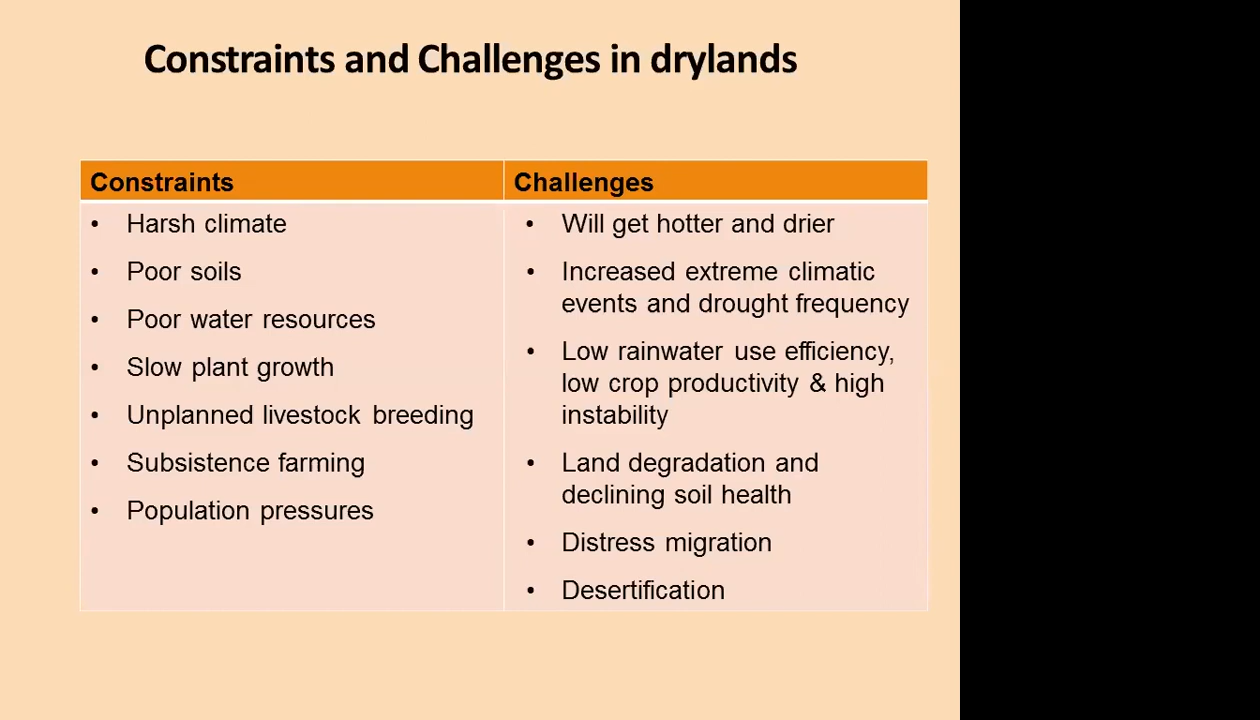 Constraints and Challenges in drylands
Constraints
• Harsh climate
• Poor soils
• Poor water resources
• Slow plant growth
• Unplanned livestock breeding
• Subsistence farming
• Population pressures
Challenges
• Will get hotter and drier
• Increased extreme climatic
events and drought frequency
• Low rainwater use efficiency,
low crop productivity & high
instability
• Land degradation and
declining soil health
• Distress migration
• Desertification